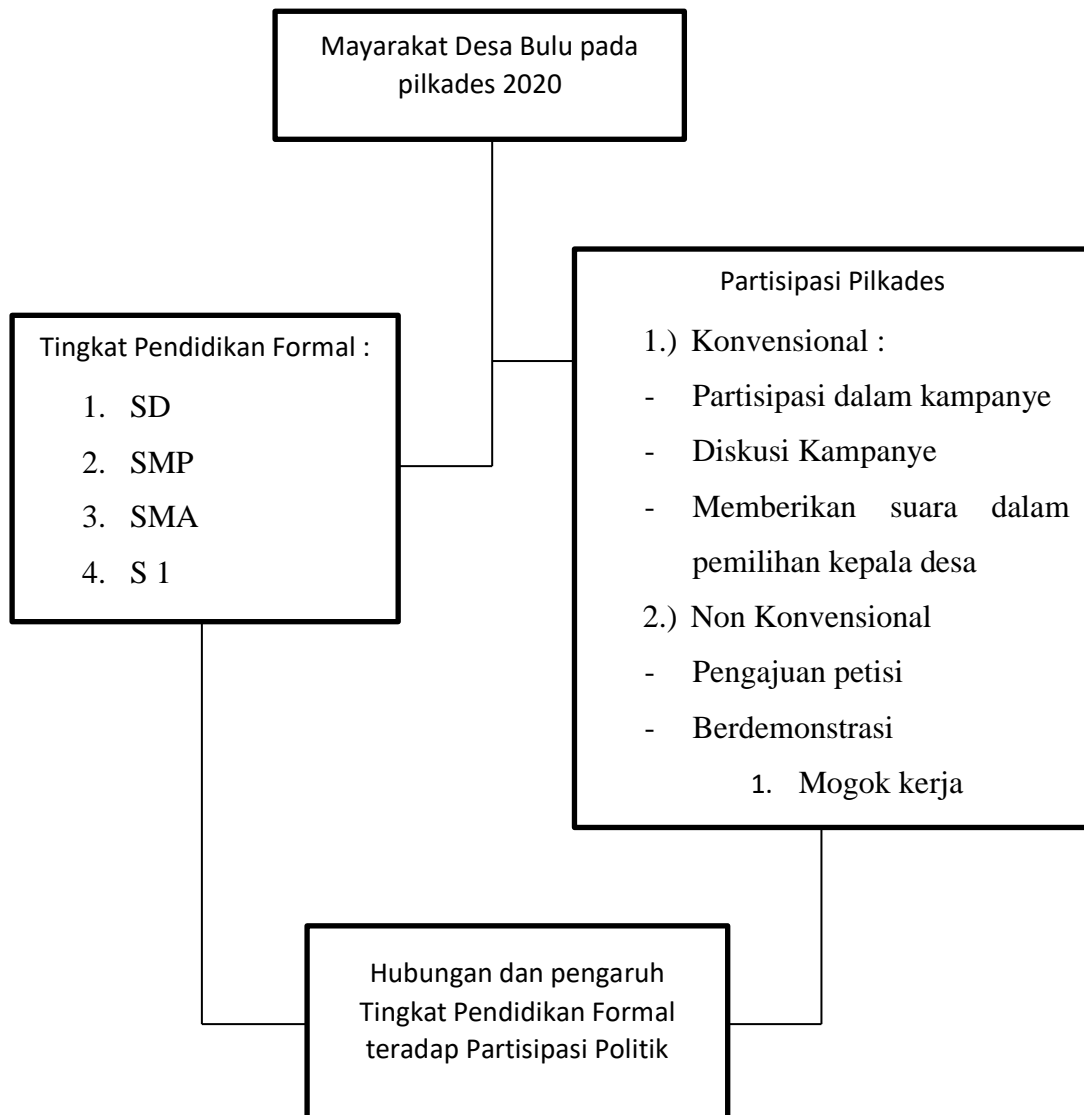 Mayarakat Desa Bulu pada
pilkades 2020
Tingkat Pendidikan Formal :
1. SD
2. SMP
3. SMA
4. S 1
Partisipasi Pilkades
1.) Konvensional :
- Partisipasi dalam kampanye
- Diskusi Kampanye
- Memberikan suara dalam
pemilihan kepala desa
2.) Non Konvensional
- Pengajuan petisi
- Berdemonstrasi
1. Mogok kerja
Hubungan dan pengaruh
Tingkat Pendidikan Formal
teradap Partisipasi Politik